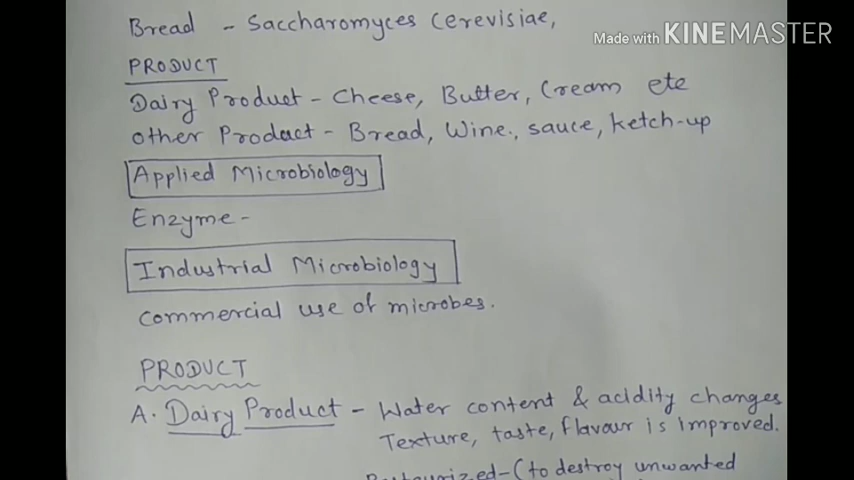 Bread - Saccharomyces Cerevisiae,
Made with KINEMASTER
PRODUCT
Dairy Product - Cheese, Butter, Cream etc
Other Product - Bread, Wine, sauce, ketch-up
Applied Microbiology
Enzyme -
Industrial Microbiology
Commercial use of microbes.
PRODUCT
A. Dairy Product - Water content & acidity changes
Texture, taste, flavour is improved.
Pasteurized - (to destroy unwanted